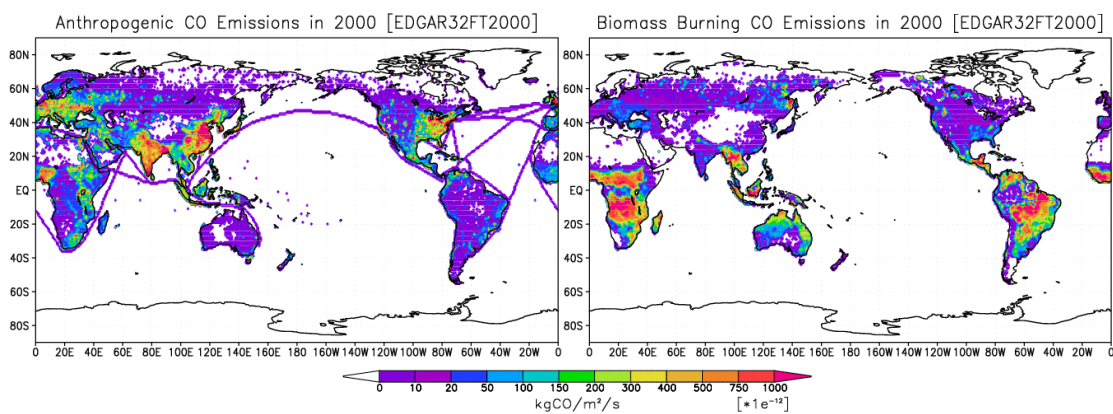 Anthropogenic CO Emissions in 2000 [EDGAR32FT2000]
80N
60N
40N
20N
EQ
20S
40S
60S
80S
0 20E 40E 60E 80E 100E 120E 140E 160E 180 160W 140W 120W 100W 80W 60W 40W 20W 0
Biomass Burning CO Emissions in 2000 [EDGAR32FT2000]
80N
60N
40N
20N
EQ
20S
40S
60S
80S
0 20E 40E 60E 80E 100E 120E 140E 160E 180 160W 140W 120W 100W 80W 60W 40W 20W 0
0 10 20 50 100 150 200 300 400 500 750 1000
kgCO/m²/s [*1e⁻¹²]